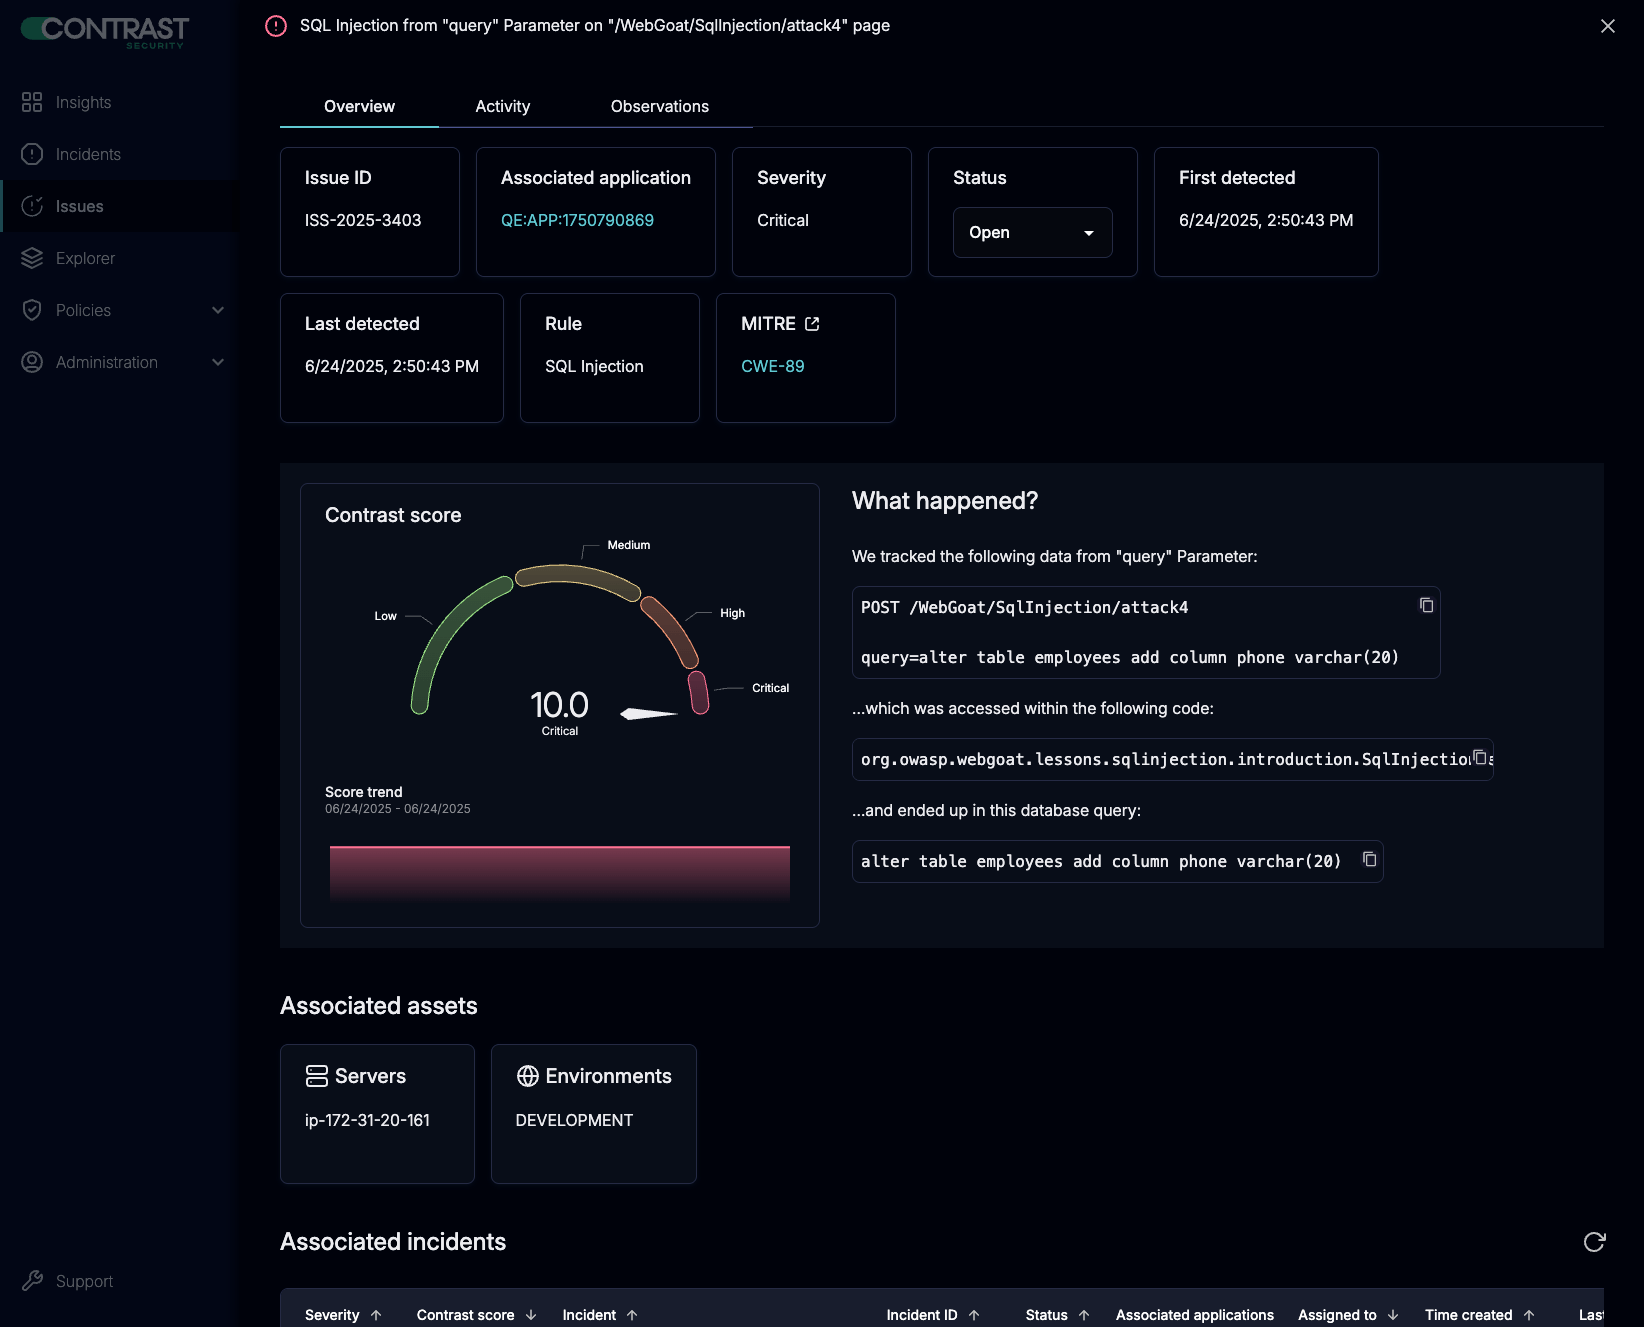 CONTRAST
SECURITY
Insights
Incidents
Issues
Explorer
Policies
Administration
Support
SQL Injection from "query" Parameter on "/WebGoat/SqlInjection/attack4" page
Overview
Activity
Observations
Issue ID
ISS-2025-3403
Associated application
QE:APP:1750790869
Severity
Critical
Status
Open
First detected
6/24/2025, 2:50:43 PM
Last detected
6/24/2025, 2:50:43 PM
Rule
SQL Injection
MITRE
CWE-89
Contrast score
Low
Medium
High
Critical
10.0
Critical
Score trend
06/24/2025 - 06/24/2025
What happened?
We tracked the following data from "query" Parameter:
POST /WebGoat/SqlInjection/attack4
query=alter table employees add column phone varchar(20)
...which was accessed within the following code:
org.owasp.webgoat.lessons.sqlinjection.introduction.SqlInjection
...and ended up in this database query:
alter table employees add column phone varchar(20)
Associated assets
Servers
ip-172-31-20-161
Environments
DEVELOPMENT
Associated incidents
Severity Contrast score Incident Incident ID Status Associated applications Assigned to Time created Las